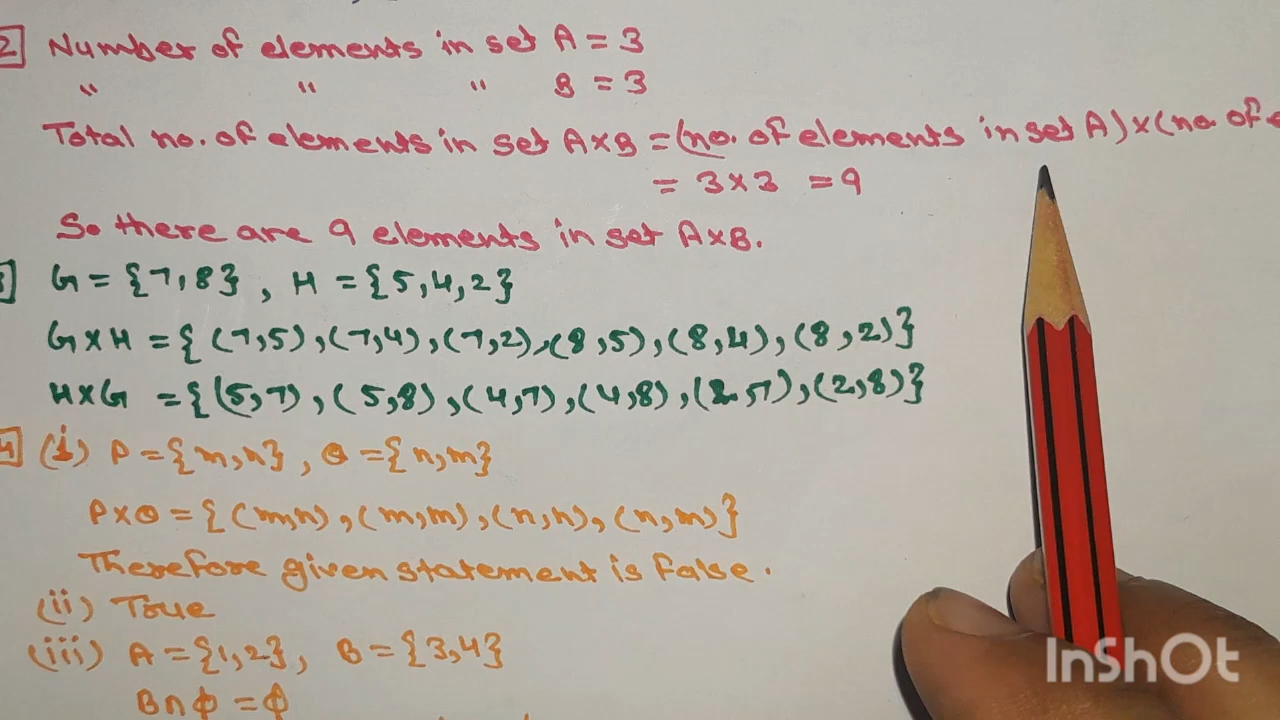 2 Number of elements in set A = 3
" " " B = 3
Total no. of elements in set A×B = (no. of elements in set A) × (no. of e
= 3×3 = 9
So there are 9 elements in set A×B.
G = {7,8}, H = {5,4,2}
G×H = {(7,5),(7,4),(7,2),(8,5),(8,4),(8,2)}
H×G = {(5,7),(5,8),(4,7),(4,8),(2,7),(2,8)}
4 (i) P = {m,n}, Q = {n,m}
P×Q = {(m,n),(m,m),(n,n),(n,m)}
Therefore given statement is false.
(ii) True
(iii) A = {1,2}, B = {3,4}
B∩ϕ = ϕ
InShOt